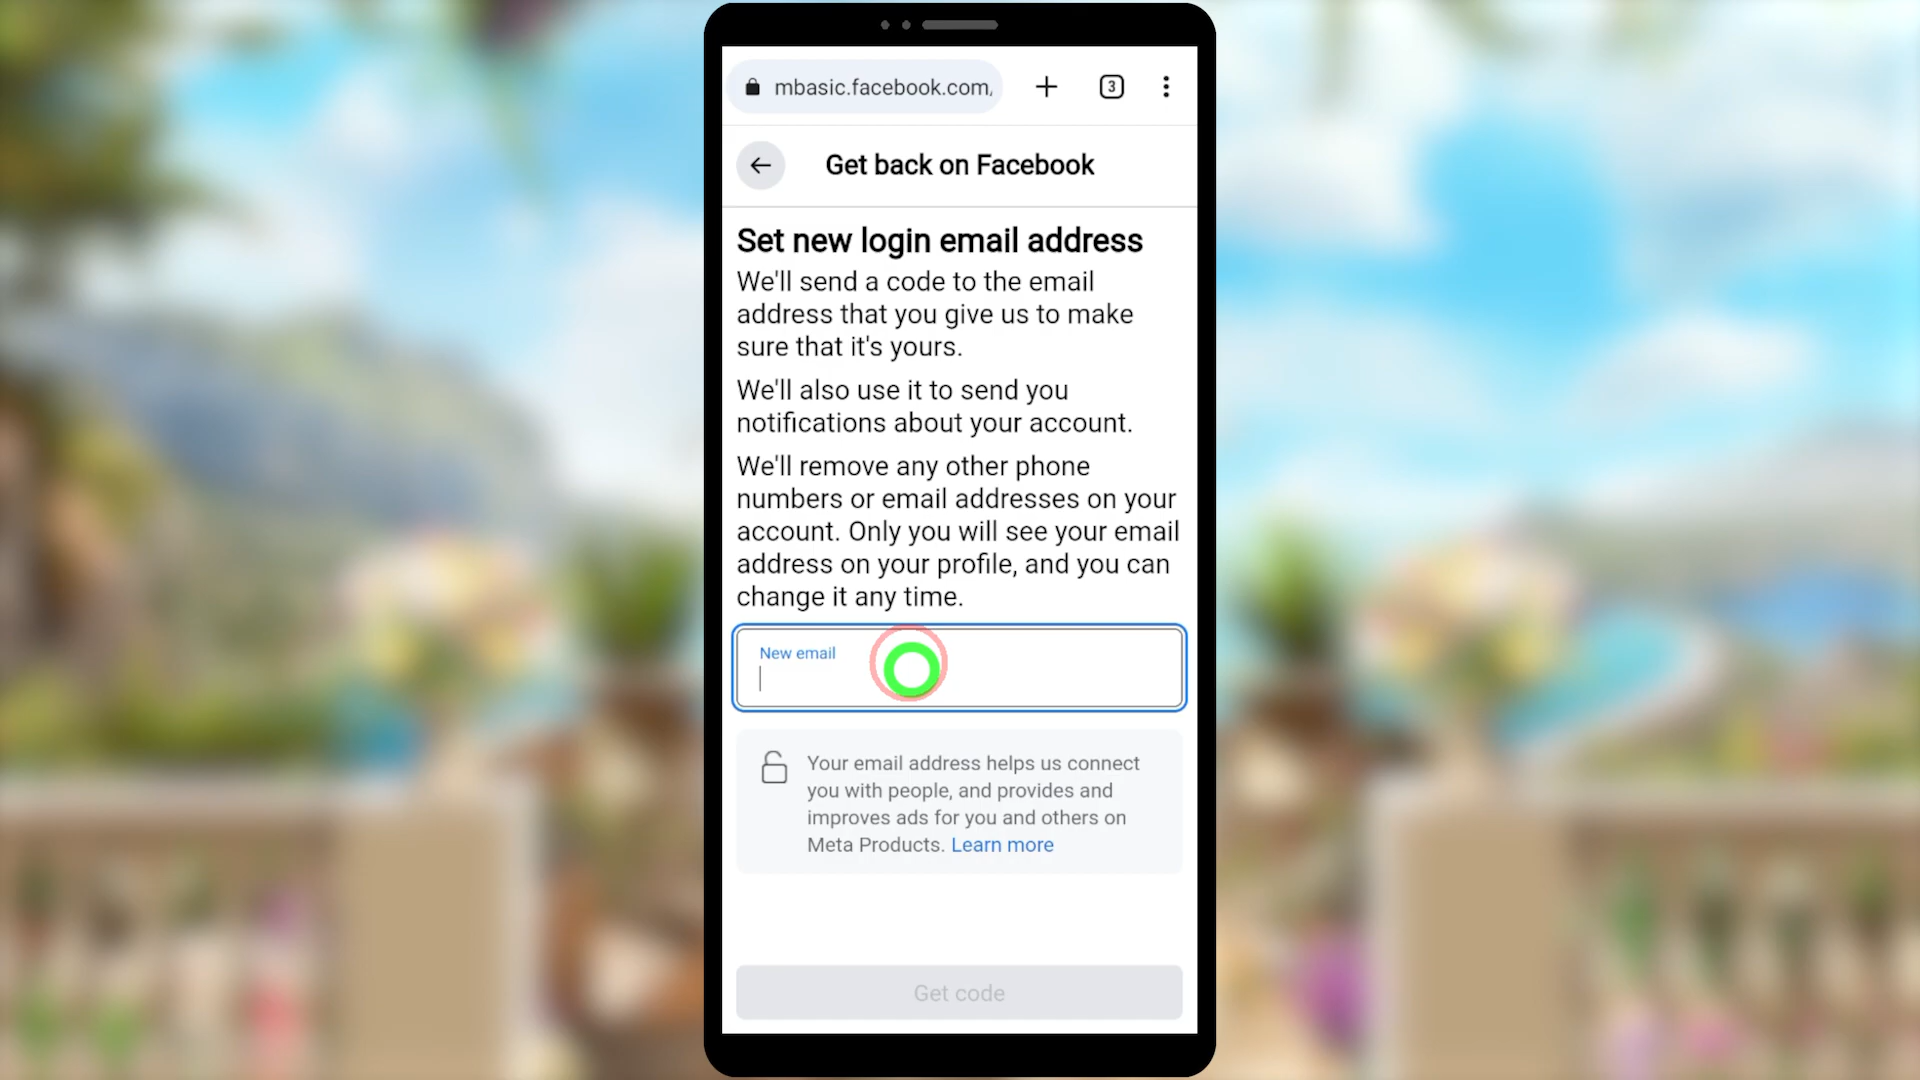 mbasic.facebook.com,
3
Get back on Facebook
Set new login email address
We'll send a code to the email
address that you give us to make
sure that it's yours.
We'll also use it to send you
notifications about your account.
We'll remove any other phone
numbers or email addresses on your
account. Only you will see your email
address on your profile, and you can
change it any time.
New email
Your email address helps us connect
you with people, and provides and
improves ads for you and others on
Meta Products. Learn more
Get code